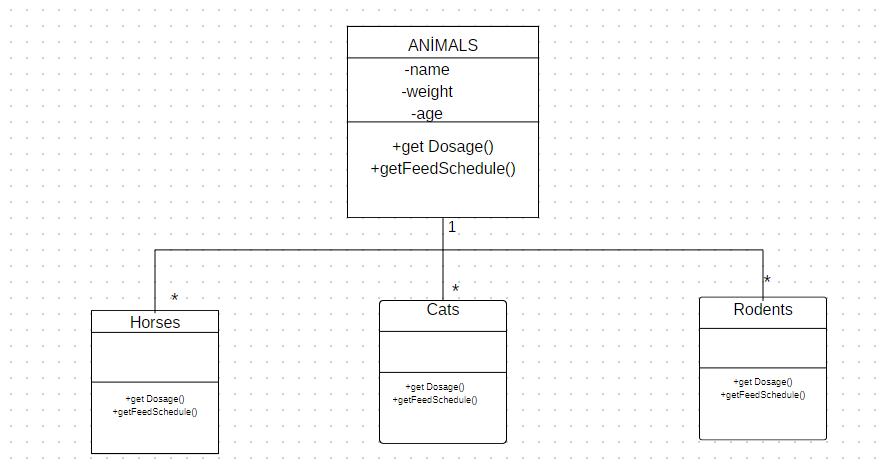 ANİMALS
-name
-weight
-age
+get Dosage()
+getFeedSchedule()
1
*
*
*
Horses
+get Dosage()
+getFeedSchedule()
Cats
+get Dosage()
+getFeedSchedule()
Rodents
+get Dosage()
+getFeedSchedule()